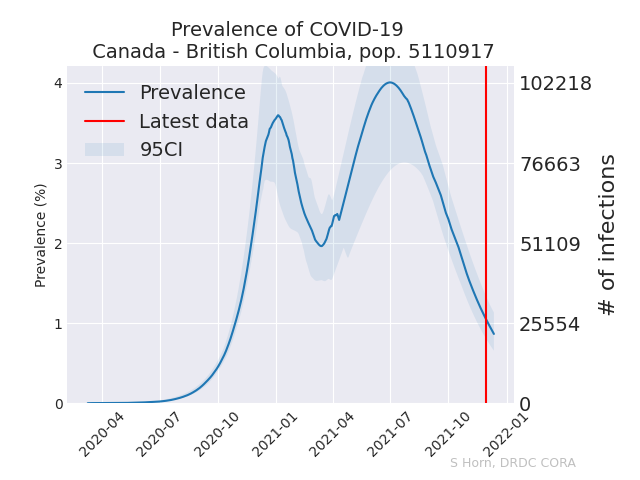 Prevalence of COVID-19
Canada - British Columbia, pop. 5110917
Prevalence
Latest data
95CI
Prevalence (%)
4
3
2
1
0
102218
76663
51109
25554
0
# of infections
2020-04
2020-07
2020-10
2021-01
2021-04
2021-07
2021-10
2022-01
S Horn, DRDC CORA